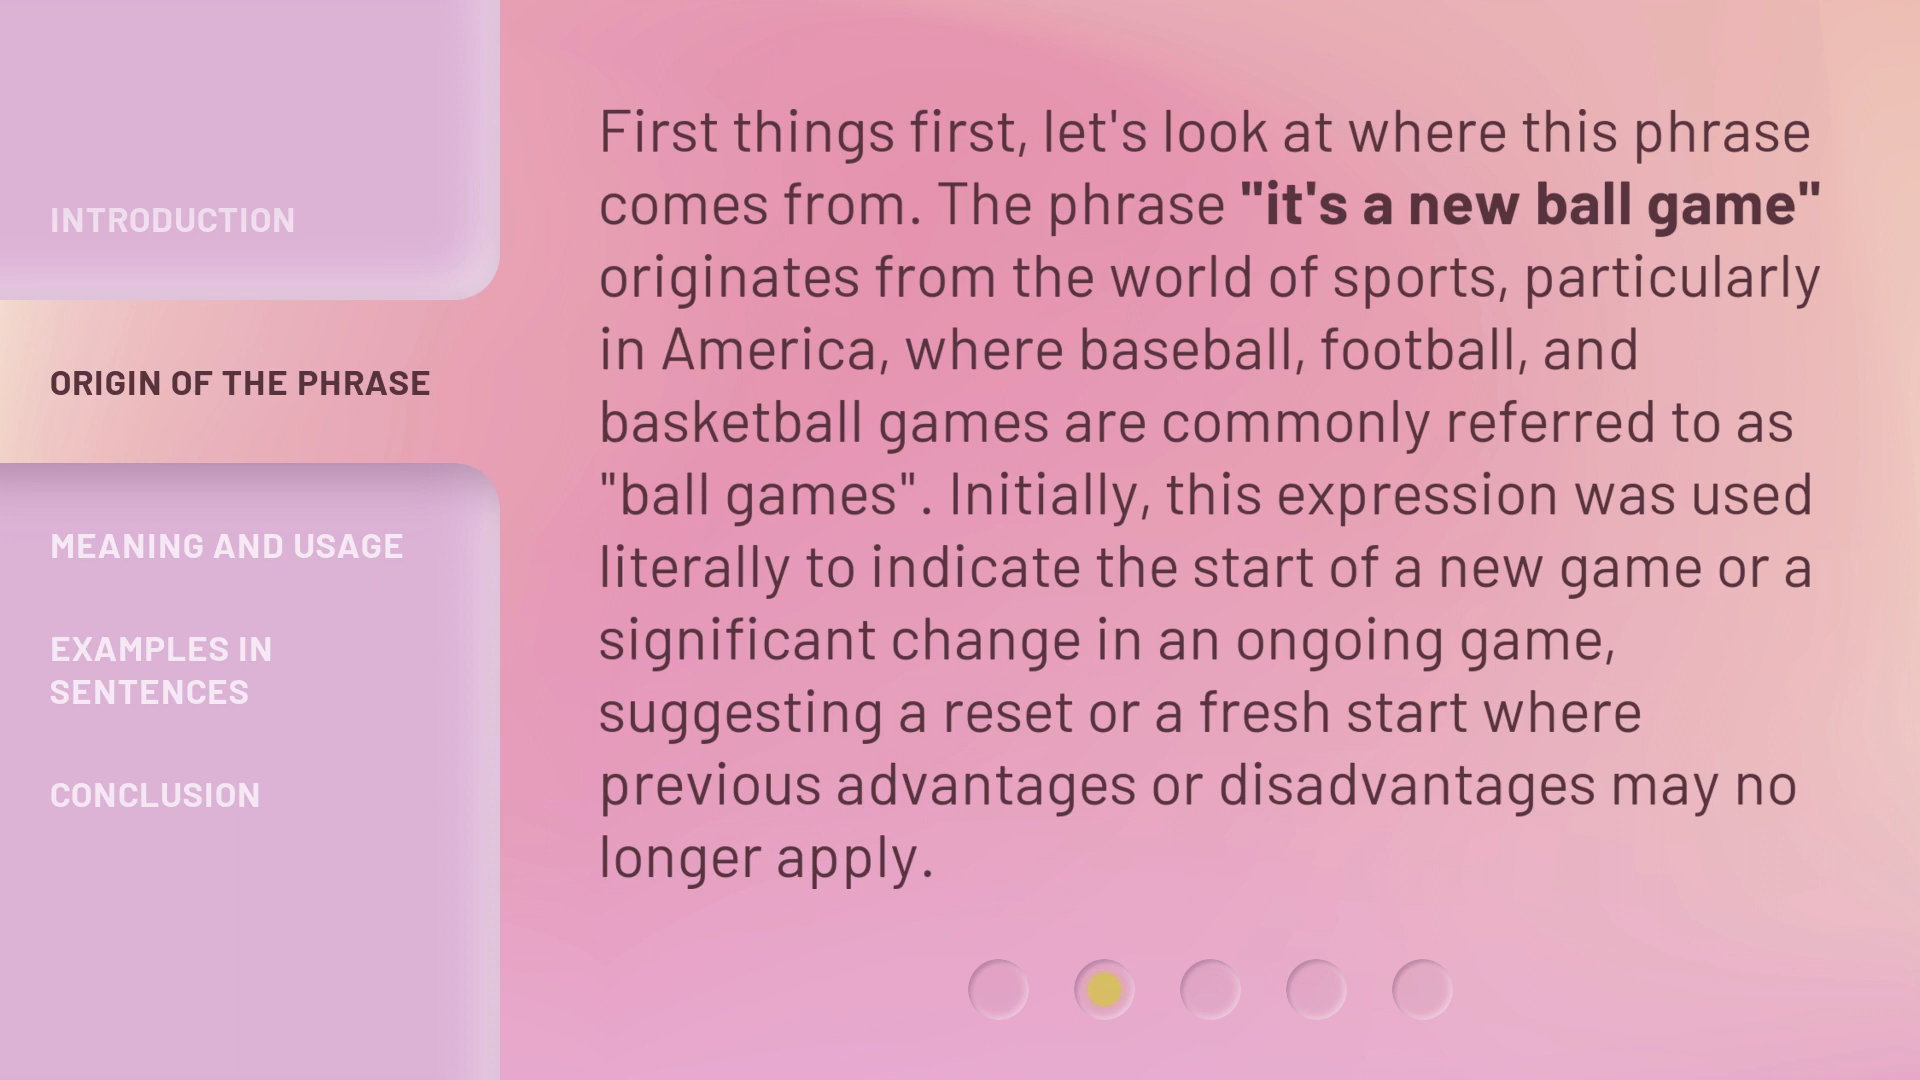 INTRODUCTION
ORIGIN OF THE PHRASE
MEANING AND USAGE
EXAMPLES IN
SENTENCES
CONCLUSION
First things first, let's look at where this phrase
comes from. The phrase "it's a new ball game"
originates from the world of sports, particularly
in America, where baseball, football, and
basketball games are commonly referred to as
"ball games". Initially, this expression was used
literally to indicate the start of a new game or a
significant change in an ongoing game,
suggesting a reset or a fresh start where
previous advantages or disadvantages may no
longer apply.